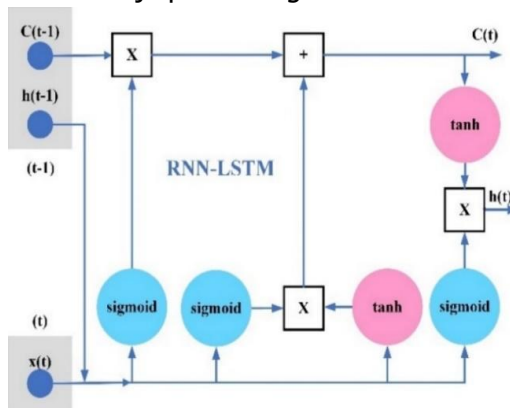 C(t-1)
X
+
C(t)
h(t-1)
tanh
(t-1)
RNN-LSTM
X
h(t)
sigmoid
sigmoid
X
tanh
sigmoid
(t)
x(t)